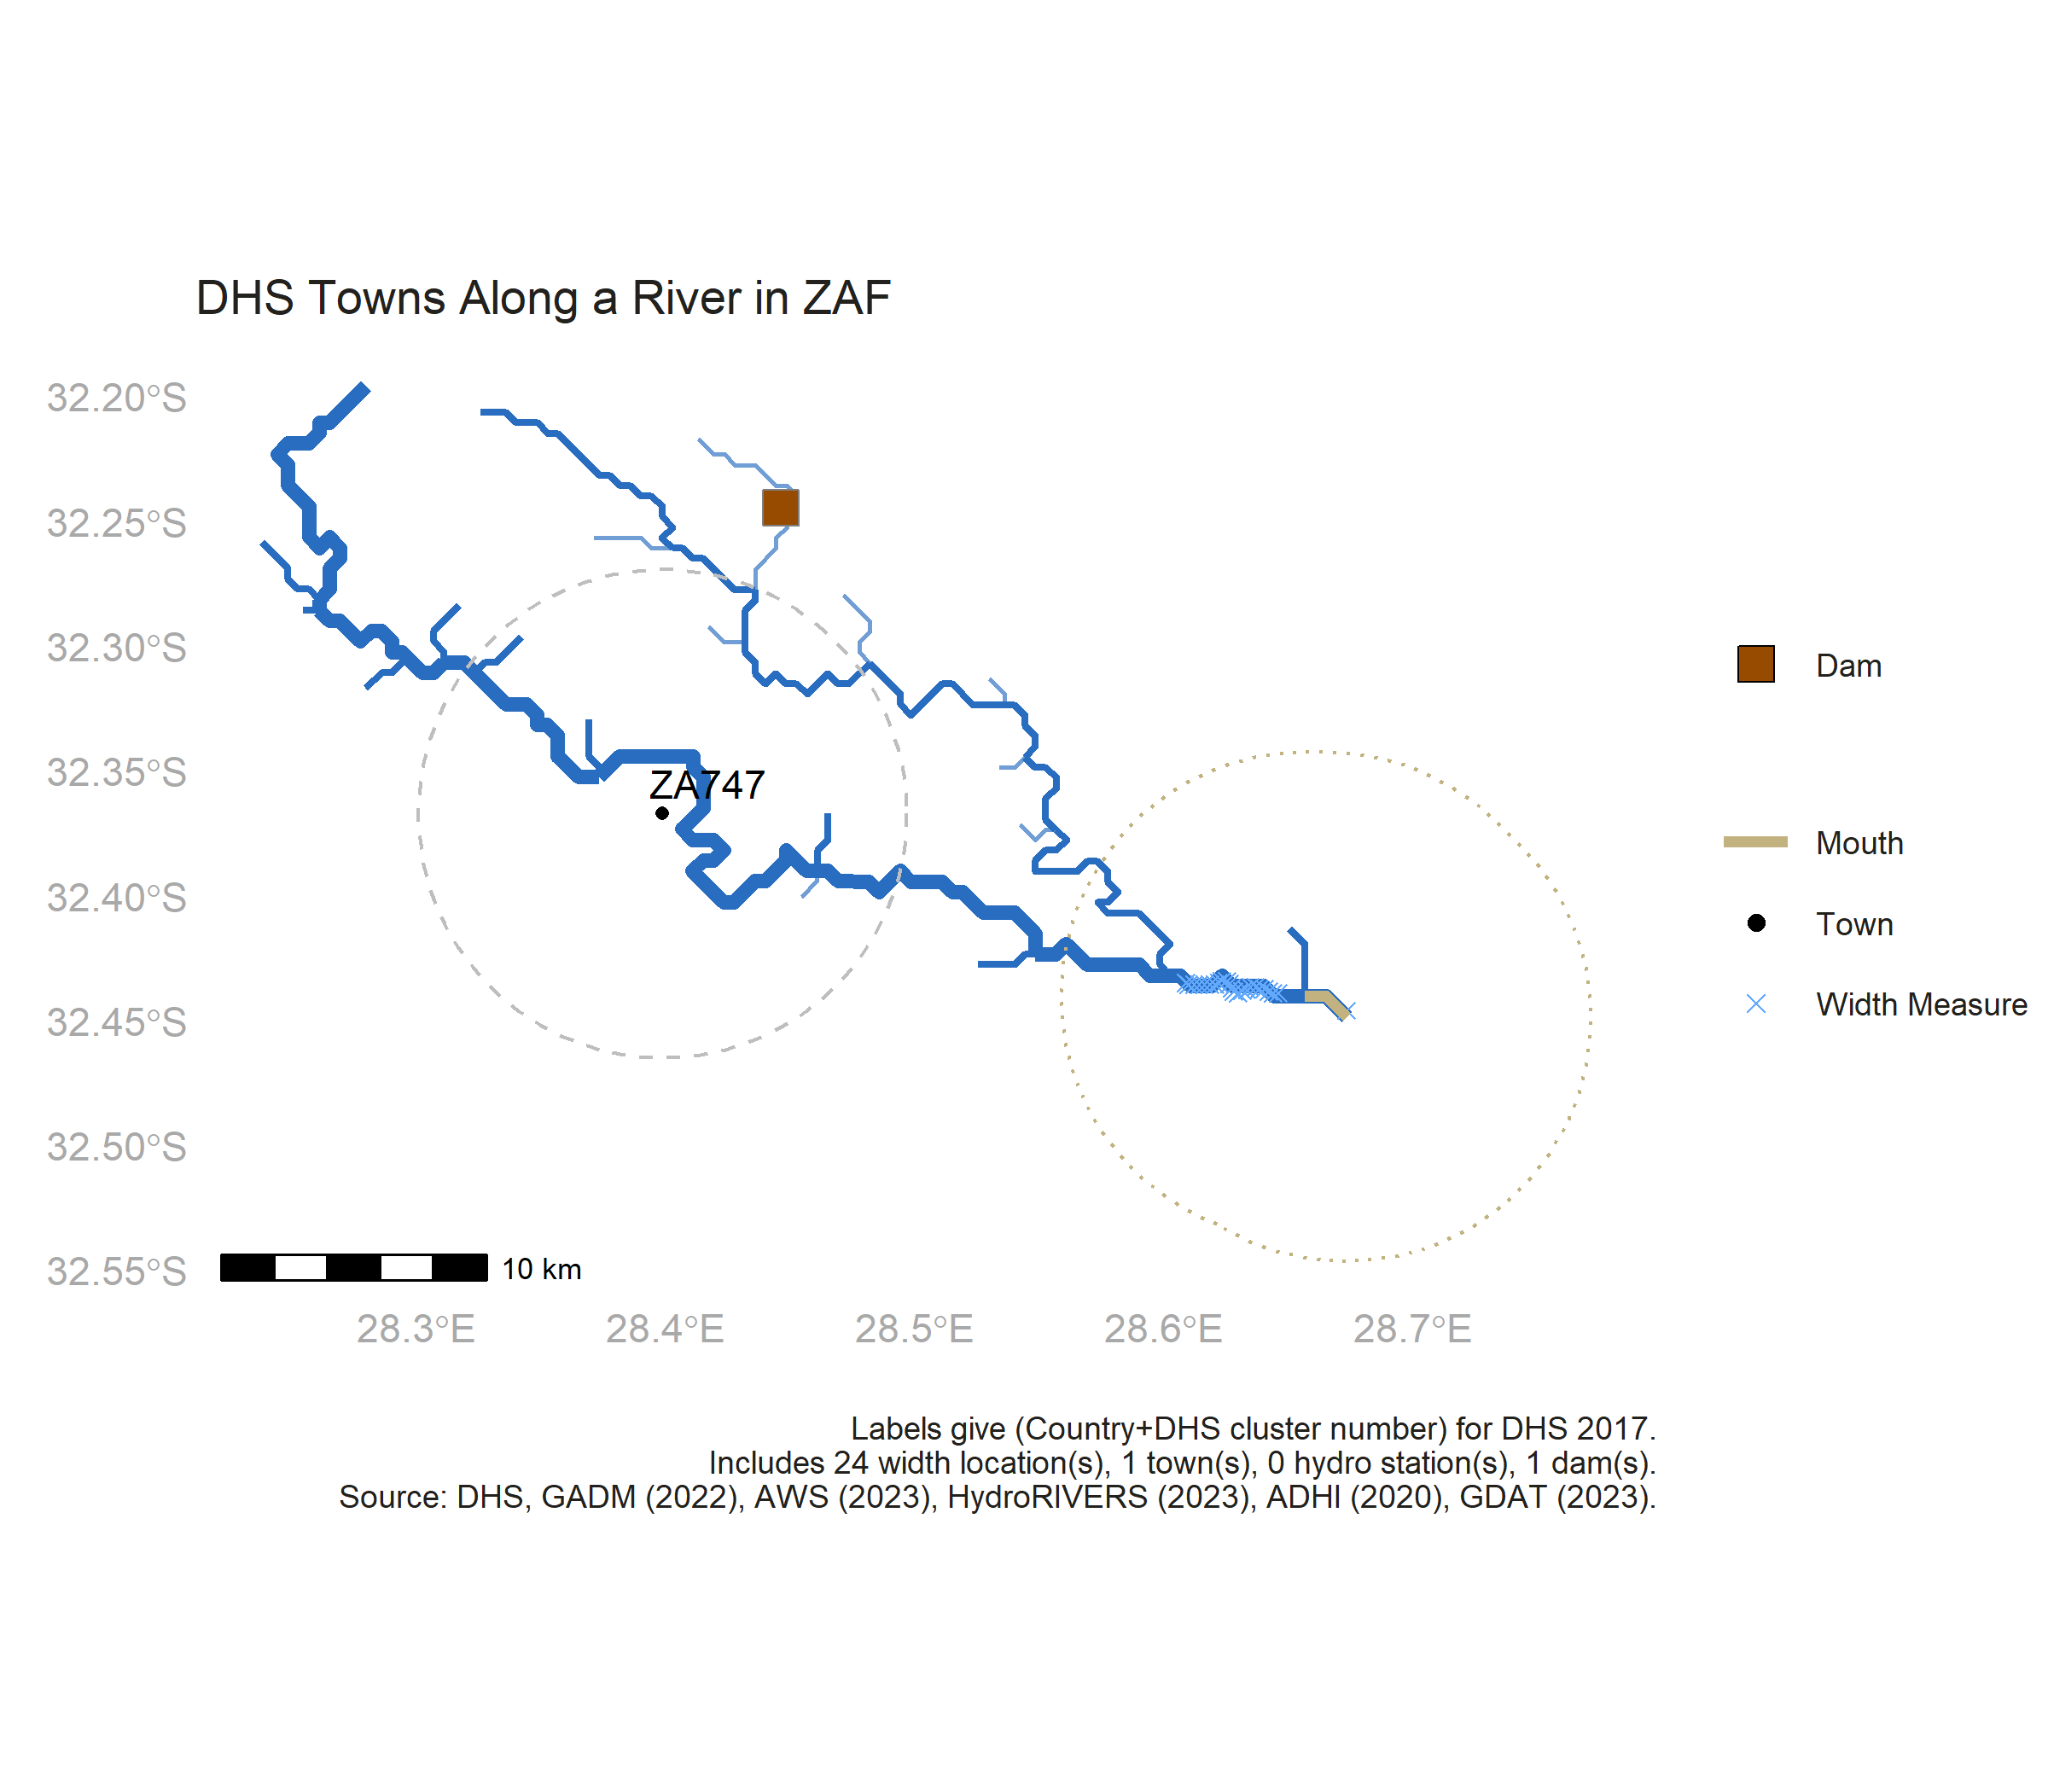 DHS Towns Along a River in ZAF
32.20°S
32.25°S
32.30°S
32.35°S
32.40°S
32.45°S
32.50°S
32.55°S
ZA747
10 km
28.3°E
28.4°E
28.5°E
28.6°E
28.7°E
Dam
Mouth
Town
Width Measure
Labels give (Country+DHS cluster number) for DHS 2017.
Includes 24 width location(s), 1 town(s), 0 hydro station(s), 1 dam(s).
Source: DHS, GADM (2022), AWS (2023), HydroRIVERS (2023), ADHI (2020), GDAT (2023).